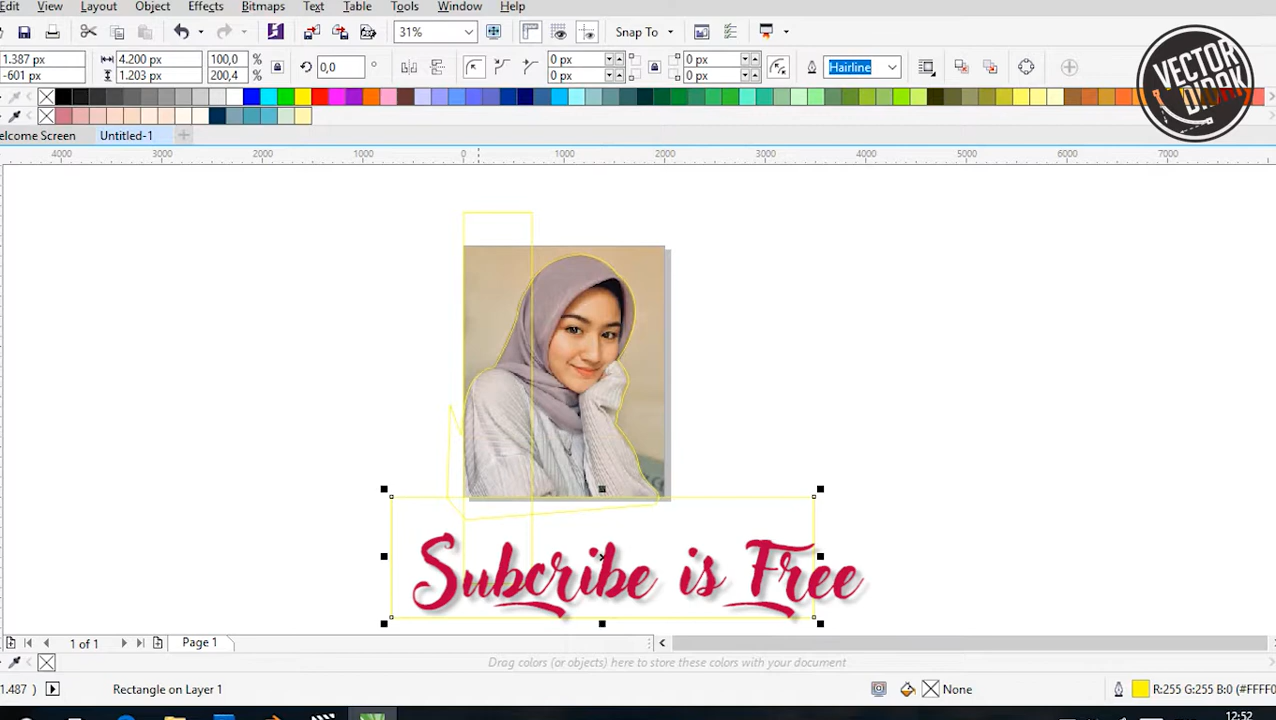 Edit View Layout Object Effects Bitmaps Text Table Tools Window Help
31% Snap To
1.387 px 4.200 px 100,0 % 0,0 ° 0 px 0 px Hairline
-601 px 1.203 px 200,4 % 0 px 0 px
VECTOR
DIDAK
elcome Screen Untitled-1
4000 3000 2000 1000 0 1000 2000 3000 4000 5000 6000 7000
Subcribe is Free
1 of 1 Page 1
Drag colors (or objects) here to store these colors with your document
1.487 ) Rectangle on Layer 1 None R:255 G:255 B:0 (#FFFF0
12:52